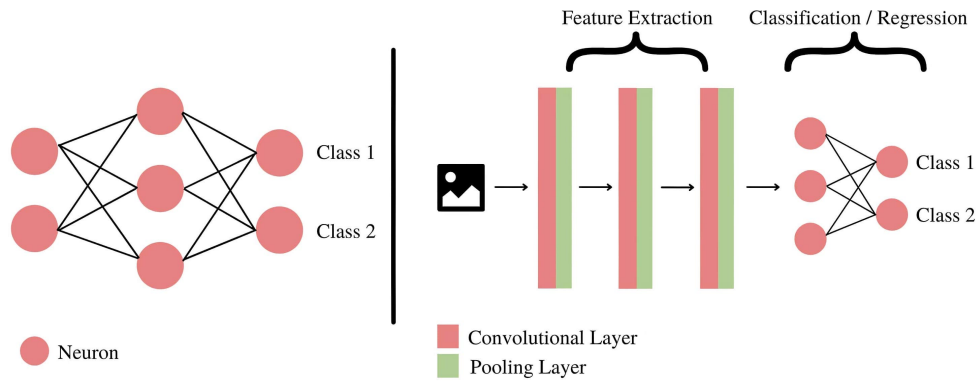 Feature Extraction
Classification / Regression
Class 1
Class 2
Class 1
Class 2
Neuron
Convolutional Layer
Pooling Layer